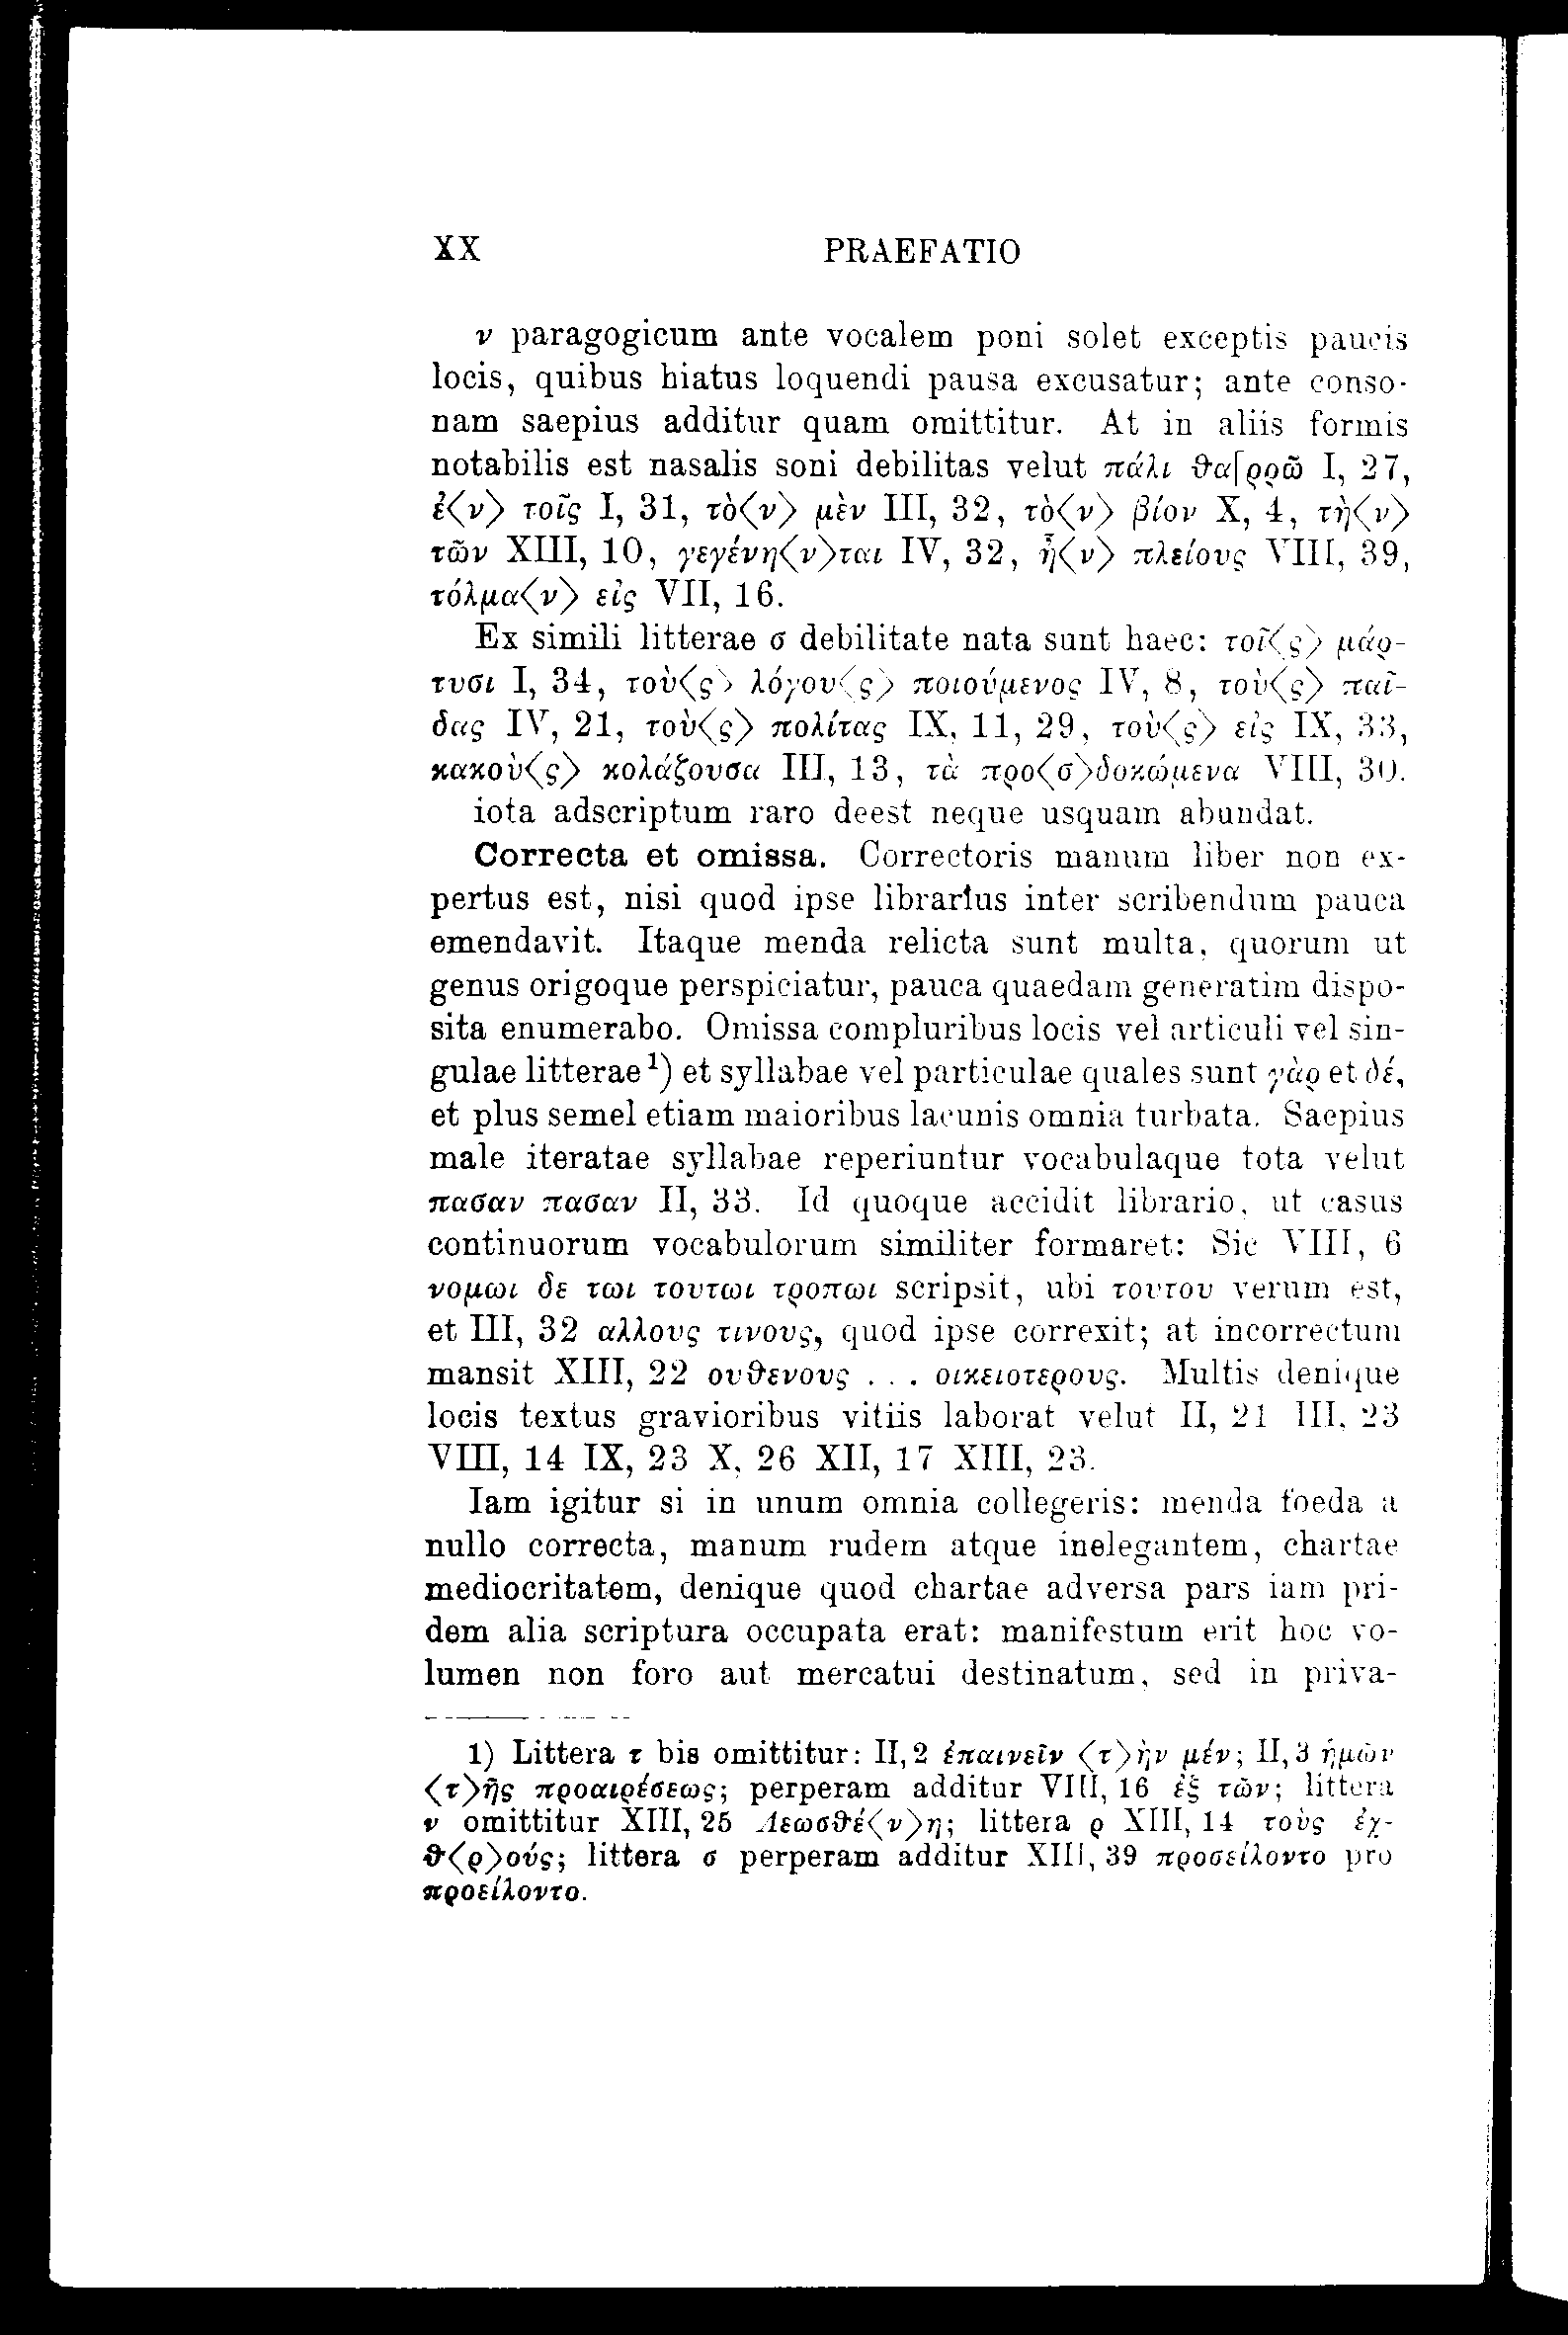 XX PRAEFATIO
ν paragogicum ante vocalem poni solet exceptis paucis
locis, quibus hiatus loquendi pausa excusatur; ante conso-
nam saepius additur quam omittitur. At in aliis formis
notabilis est nasalis soni debilitas velut πάλι ϑα[ρρῶ I, 27,
ἐ⟨ν⟩ τοῖς I, 31, τὸ⟨ν⟩ μὲν III, 32, τὸ⟨ν⟩ βίον X, 4, τὴ⟨ν⟩
τῶν XIII, 10, γεγένη⟨ν⟩ται IV, 32, ἦ⟨ν⟩ πλείους VIII, 39,
τόλμα⟨ν⟩ εἰς VII, 16.
Ex simili litterae σ debilitate nata sunt haec: τοῖ⟨ς⟩ μάρ-
τυσι I, 34, τοὺ⟨ς⟩ λόγου⟨ς⟩ ποιούμενος IV, 8, τοὺ⟨ς⟩ παῖ-
δας IV, 21, τοὺ⟨ς⟩ πολίτας IX, 11, 29, τοὺ⟨ς⟩ εἰς IX, 33,
κακοὺ⟨ς⟩ κολάζουσα III, 13, τὰ προ⟨σ⟩δοκώμενα VIII, 30.
iota adscriptum raro deest neque usquam abundat.
Correcta et omissa. Correctoris manum liber non ex-
pertus est, nisi quod ipse librarius inter scribendum pauca
emendavit. Itaque menda relicta sunt multa, quorum ut
genus origoque perspiciatur, pauca quaedam generatim dispo-
sita enumerabo. Omissa compluribus locis vel articuli vel sin-
gulae litterae ¹) et syllabae vel particulae quales sunt γὰρ et δέ,
et plus semel etiam maioribus lacunis omnia turbata. Saepius
male iteratae syllabae reperiuntur vocabulaque tota velut
πασαν πασαν II, 33. Id quoque accidit librario, ut casus
continuorum vocabulorum similiter formaret: Sic VIII, 6
νομωι δε τωι τουτωι τροπωι scripsit, ubi τουτου verum est,
et III, 32 αλλους τινους, quod ipse correxit; at incorrectum
mansit XIII, 22 ουϑενους . . . οικειοτερους. Multis denique
locis textus gravioribus vitiis laborat velut II, 21 III, 23
VIII, 14 IX, 23 X, 26 XII, 17 XIII, 23.
Iam igitur si in unum omnia collegeris: menda foeda a
nullo correcta, manum rudem atque inelegantem, chartae
mediocritatem, denique quod chartae adversa pars iam pri-
dem alia scriptura occupata erat: manifestum erit hoc vo-
lumen non foro aut mercatui destinatum, sed in priva-
1) Littera τ bis omittitur: II, 2 ἐπαινεῖν ⟨τ⟩ὴν μέν; II, 3 ἡμῶν
⟨τ⟩ῆς προαιρέσεως; perperam additur VIII, 16 ἐξ τῶν; littera
ν omittitur XIII, 25 Λεωσϑέ⟨ν⟩η; littera ρ XIII, 14 τοὺς ἐχ-
ϑ⟨ρ⟩ούς; littera σ perperam additur XIII, 39 προσείλοντο pro
προείλοντο.